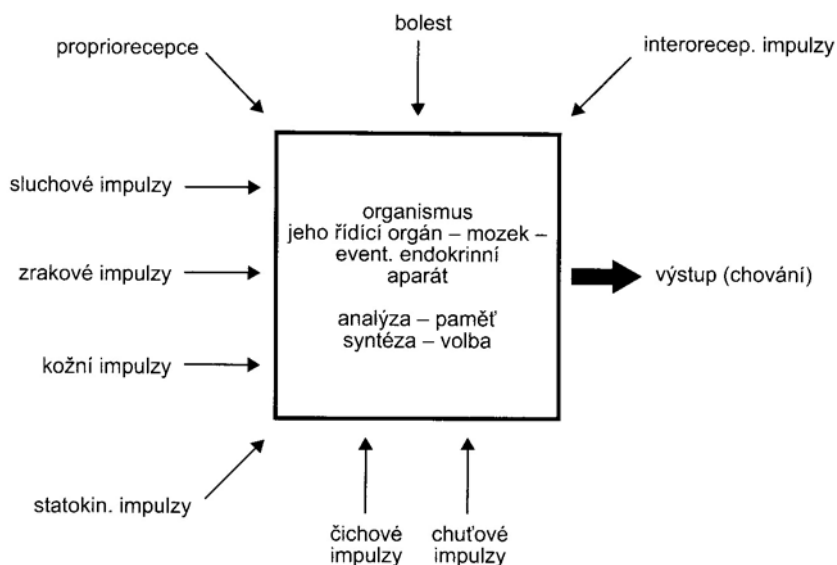 bolest
propriorecepce
interorecep. impulzy
sluchové impulzy
organismus
jeho řídící orgán – mozek –
event. endokrinní
aparát
zrakové impulzy
výstup (chování)
analýza – paměť
syntéza – volba
kožní impulzy
statokin. impulzy
čichové
impulzy
chuťové
impulzy